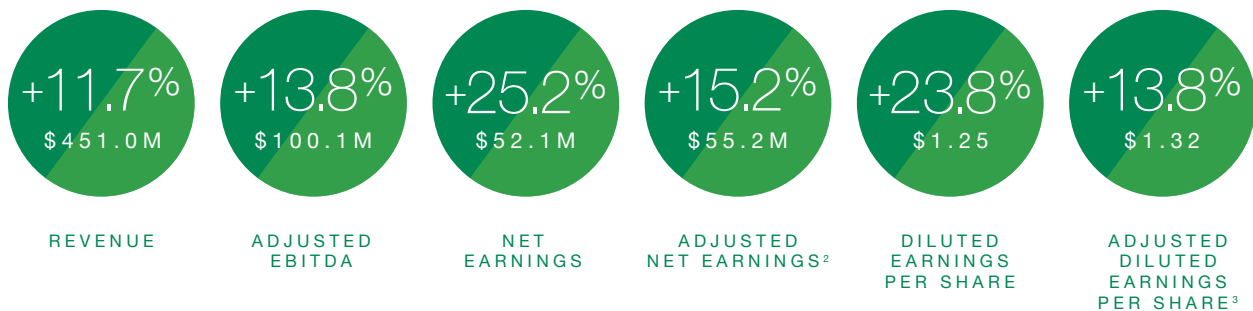 +11.7%
$451.0M
REVENUE
+13.8%
$100.1M
ADJUSTED
EBITDA
+25.2%
$52.1M
NET
EARNINGS
+15.2%
$55.2M
ADJUSTED
NET EARNINGS²
+23.8%
$1.25
DILUTED
EARNINGS
PER SHARE
+13.8%
$1.32
ADJUSTED
DILUTED
EARNINGS
PER SHARE³